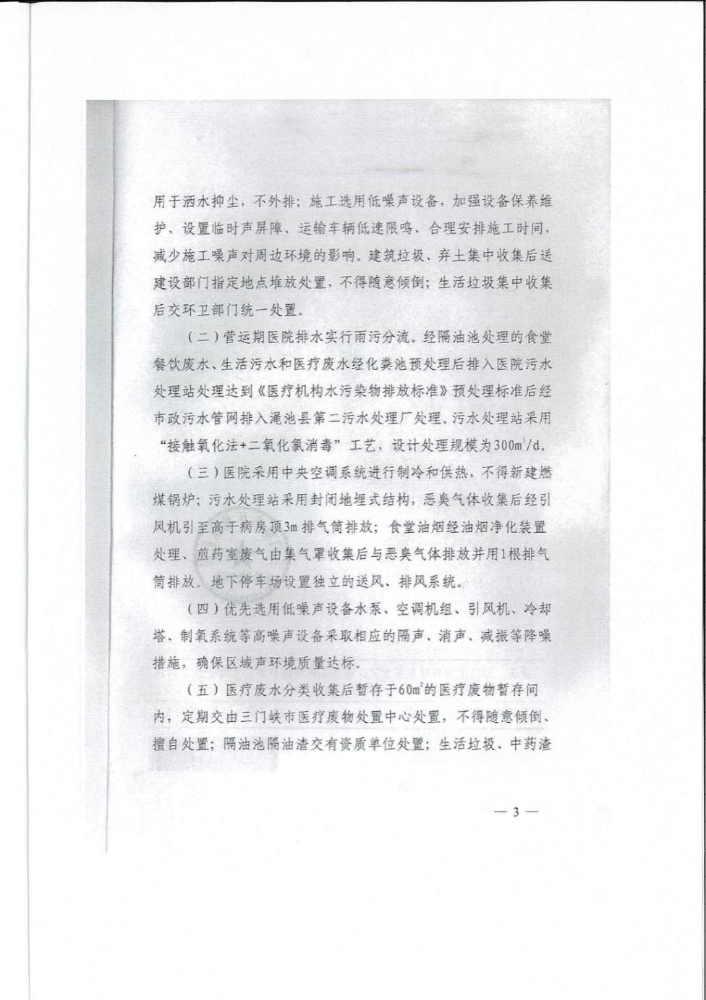 用于洒水抑尘，不外排；施工选用低噪声设备，加强设备保养维
护、设置临时声屏障、运输车辆低速限鸣、合理安排施工时间，
减少施工噪声对周边环境的影响。建筑垃圾、弃土集中收集后送
建设部门指定地点堆放处置，不得随意倾倒；生活垃圾集中收集
后交环卫部门统一处置。
（二）营运期医院排水实行雨污分流。经隔油池处理的食堂
餐饮废水、生活污水和医疗废水经化粪池预处理后排入医院污水
处理站处理达到《医疗机构水污染物排放标准》预处理标准后经
市政污水管网排入渑池县第二污水处理厂处理。污水处理站采用
“接触氧化法+二氧化氯消毒”工艺，设计处理规模为300m³/d。
（三）医院采用中央空调系统进行制冷和供热，不得新建燃
煤锅炉；污水处理站采用封闭地埋式结构，恶臭气体收集后经引
风机引至高于病房顶3m排气筒排放；食堂油烟经油烟净化装置
处理、煎药室废气由集气罩收集后与恶臭气体排放并用1根排气
筒排放。地下停车场设置独立的送风、排风系统。
（四）优先选用低噪声设备水泵、空调机组、引风机、冷却
塔、制氧系统等高噪声设备采取相应的隔声、消声、减振等降噪
措施，确保区域声环境质量达标。
（五）医疗废水分类收集后暂存于60m²的医疗废物暂存间
内，定期交由三门峡市医疗废物处置中心处置，不得随意倾倒、
擅自处置；隔油池隔油渣交有资质单位处置；生活垃圾、中药渣
— 3 —